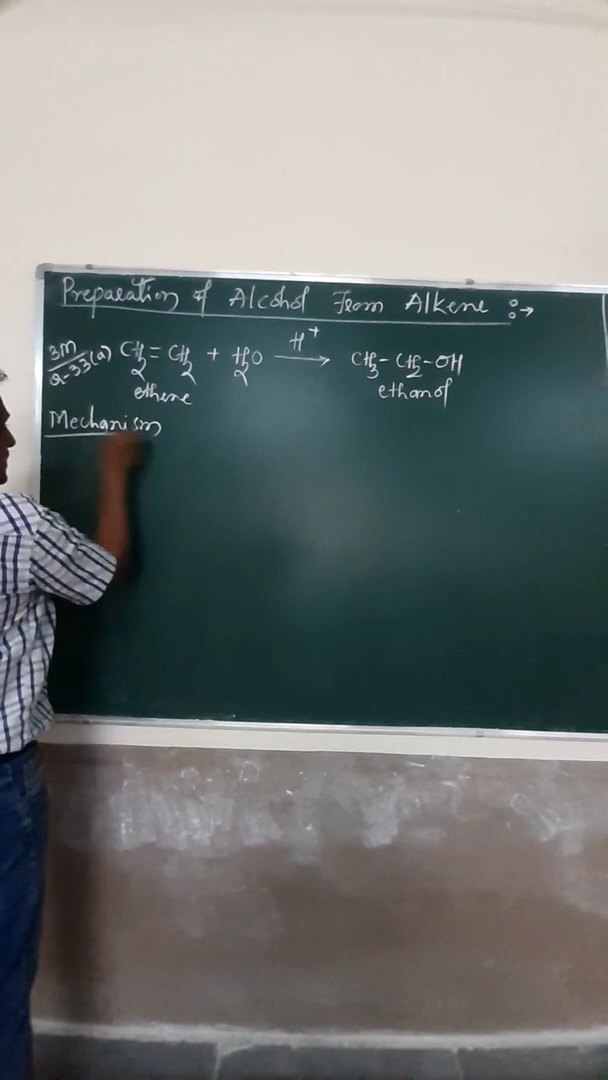 Preparation of Alcohol From Alkene :→
3M/Q-33(a) CH₂=CH₂ + H₂O —H⁺→ CH₃-CH₂-OH
ethene ethanol
Mechanism